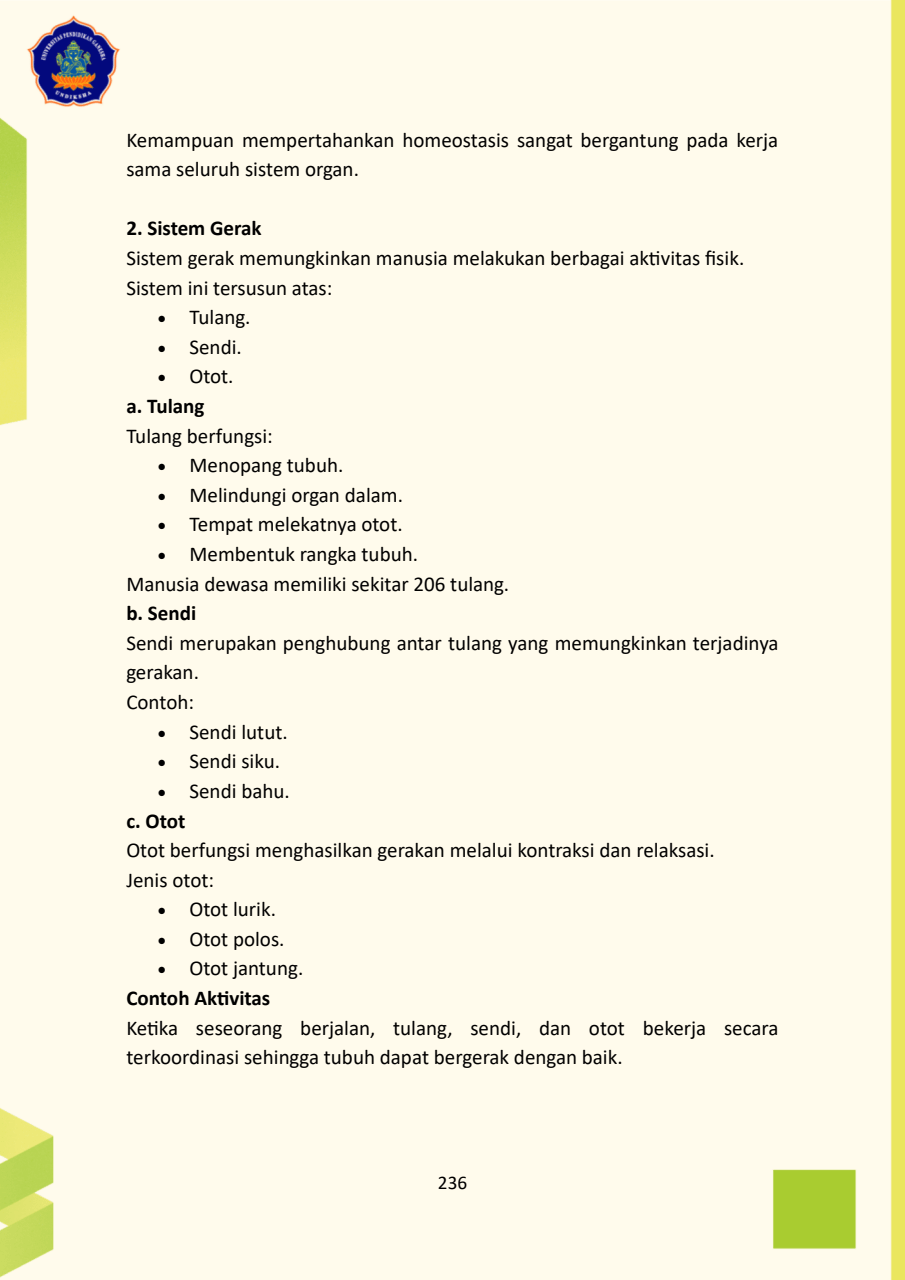 UNIVERSITAS PENDIDIKAN GANESHA
UNDIKSHA
Kemampuan mempertahankan homeostasis sangat bergantung pada kerja
sama seluruh sistem organ.
2. Sistem Gerak
Sistem gerak memungkinkan manusia melakukan berbagai aktivitas fisik.
Sistem ini tersusun atas:
• Tulang.
• Sendi.
• Otot.
a. Tulang
Tulang berfungsi:
• Menopang tubuh.
• Melindungi organ dalam.
• Tempat melekatnya otot.
• Membentuk rangka tubuh.
Manusia dewasa memiliki sekitar 206 tulang.
b. Sendi
Sendi merupakan penghubung antar tulang yang memungkinkan terjadinya
gerakan.
Contoh:
• Sendi lutut.
• Sendi siku.
• Sendi bahu.
c. Otot
Otot berfungsi menghasilkan gerakan melalui kontraksi dan relaksasi.
Jenis otot:
• Otot lurik.
• Otot polos.
• Otot jantung.
Contoh Aktivitas
Ketika seseorang berjalan, tulang, sendi, dan otot bekerja secara
terkoordinasi sehingga tubuh dapat bergerak dengan baik.
236